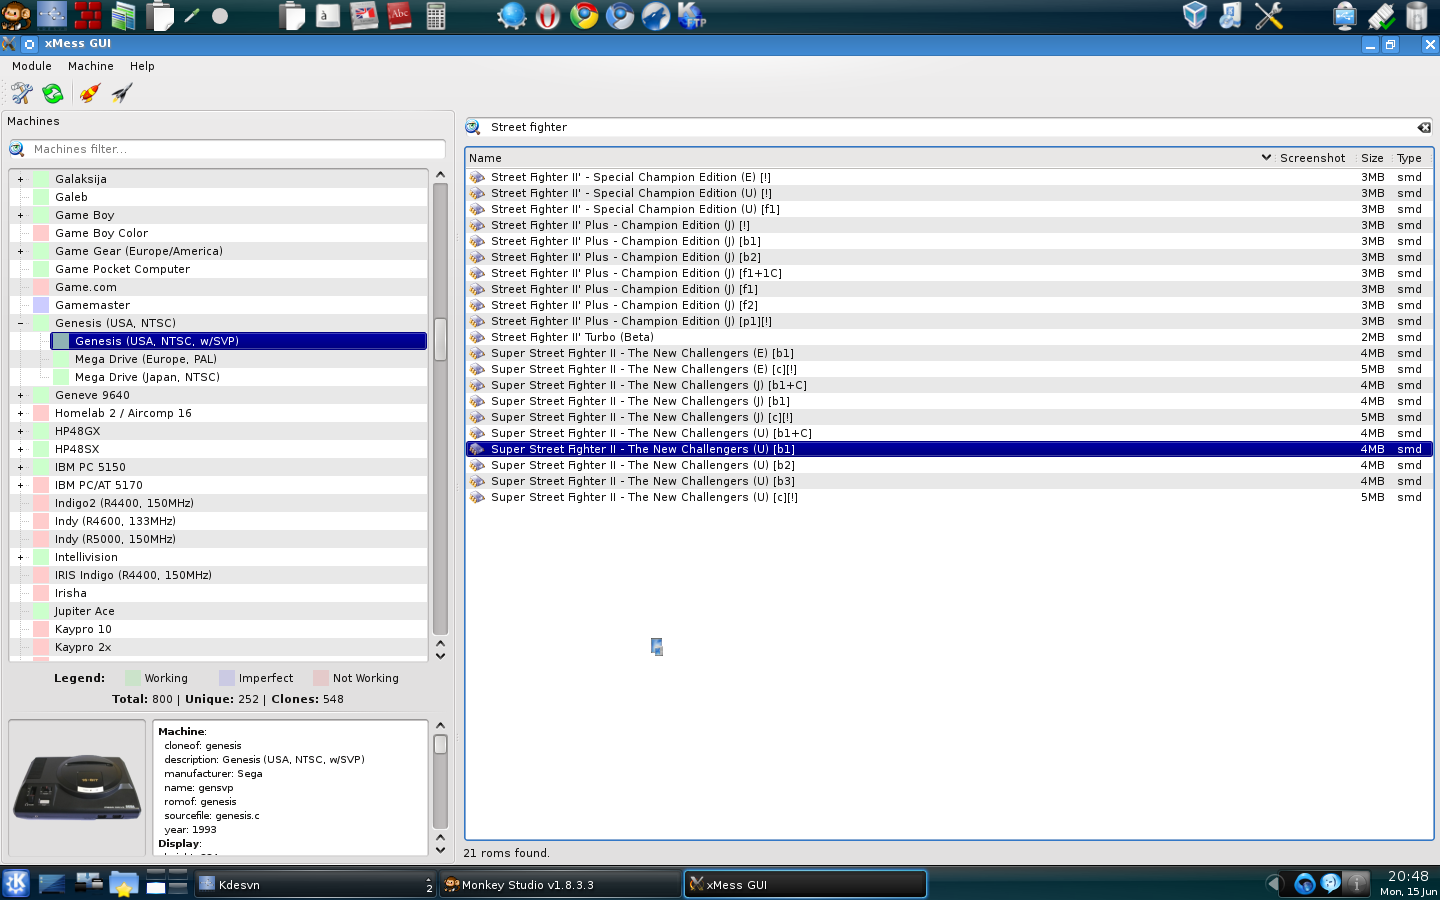 a
Abc
FTP
xMess GUI
Module Machine Help
Machines
Machines filter...
Galaksija
Galeb
Game Boy
Game Boy Color
Game Gear (Europe/America)
Game Pocket Computer
Game.com
Gamemaster
Genesis (USA, NTSC)
Genesis (USA, NTSC, w/SVP)
Mega Drive (Europe, PAL)
Mega Drive (Japan, NTSC)
Geneve 9640
Homelab 2 / Aircomp 16
HP48GX
HP48SX
IBM PC 5150
IBM PC/AT 5170
Indigo2 (R4400, 150MHz)
Indy (R4600, 133MHz)
Indy (R5000, 150MHz)
Intellivision
IRIS Indigo (R4400, 150MHz)
Irisha
Jupiter Ace
Kaypro 10
Kaypro 2x
Legend: Working Imperfect Not Working
Total: 800 | Unique: 252 | Clones: 548
Machine:
cloneof: genesis
description: Genesis (USA, NTSC, w/SVP)
manufacturer: Sega
name: gensvp
romof: genesis
sourcefile: genesis.c
year: 1993
Display:
Street fighter
Name Screenshot Size Type
Street Fighter II' - Special Champion Edition (E) [!] 3MB smd
Street Fighter II' - Special Champion Edition (U) [!] 3MB smd
Street Fighter II' - Special Champion Edition (U) [f1] 3MB smd
Street Fighter II' Plus - Champion Edition (J) [!] 3MB smd
Street Fighter II' Plus - Champion Edition (J) [b1] 3MB smd
Street Fighter II' Plus - Champion Edition (J) [b2] 3MB smd
Street Fighter II' Plus - Champion Edition (J) [f1+1C] 3MB smd
Street Fighter II' Plus - Champion Edition (J) [f1] 3MB smd
Street Fighter II' Plus - Champion Edition (J) [f2] 3MB smd
Street Fighter II' Plus - Champion Edition (J) [p1][!] 3MB smd
Street Fighter II' Turbo (Beta) 2MB smd
Super Street Fighter II - The New Challengers (E) [b1] 4MB smd
Super Street Fighter II - The New Challengers (E) [c][!] 5MB smd
Super Street Fighter II - The New Challengers (J) [b1+C] 4MB smd
Super Street Fighter II - The New Challengers (J) [b1] 4MB smd
Super Street Fighter II - The New Challengers (J) [c][!] 5MB smd
Super Street Fighter II - The New Challengers (U) [b1+C] 4MB smd
Super Street Fighter II - The New Challengers (U) [b1] 4MB smd
Super Street Fighter II - The New Challengers (U) [b2] 4MB smd
Super Street Fighter II - The New Challengers (U) [b3] 4MB smd
Super Street Fighter II - The New Challengers (U) [c][!] 5MB smd
21 roms found.
Kdesvn 2
Monkey Studio v1.8.3.3
xMess GUI
20:48
Mon, 15 Jun